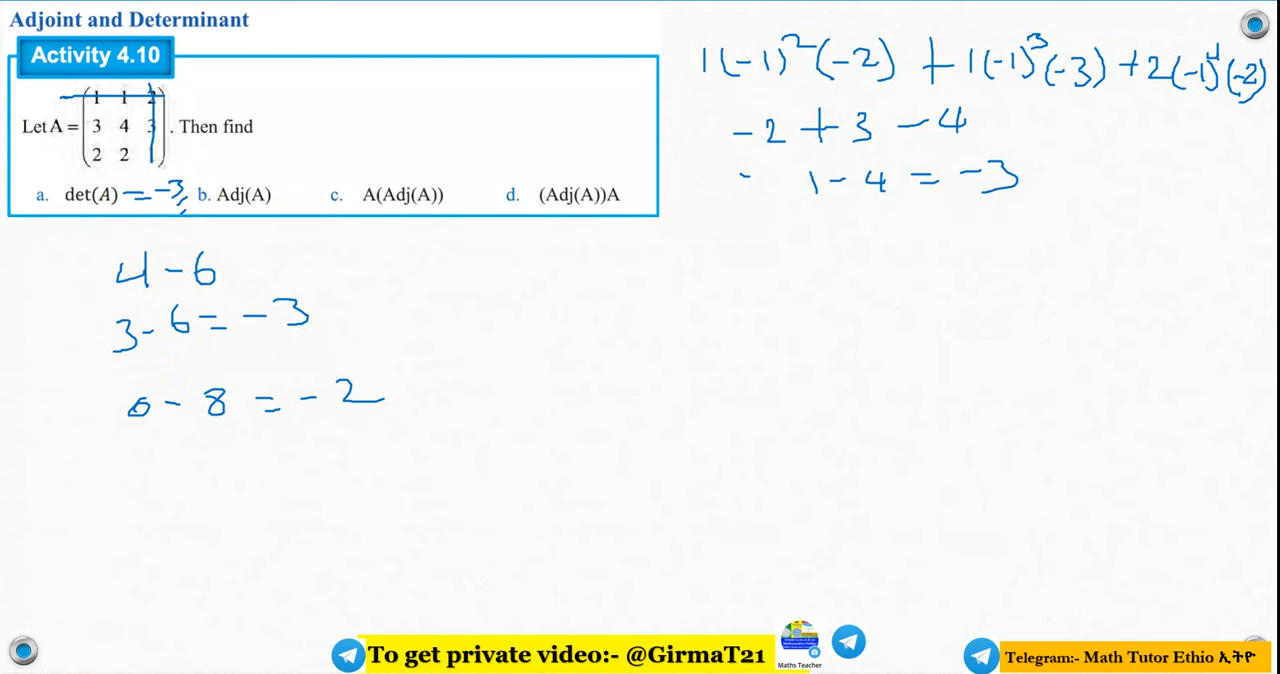 Adjoint and Determinant
Activity 4.10
1(-1)²(-2) + 1(-1)³(-3) + 2(-1)⁴(-2)
1 1 2
Let A = 3 4 3 . Then find
2 2 1
-2 + 3 - 4
- 1 - 4 = -3
a. det(A) = -3, b. Adj(A) c. A(Adj(A)) d. (Adj(A))A
4 - 6
3 - 6 = -3
6 - 8 = -2
To get private video:- @GirmaT21
Maths Teacher
Telegram:- Math Tutor Ethio ኢትዮ